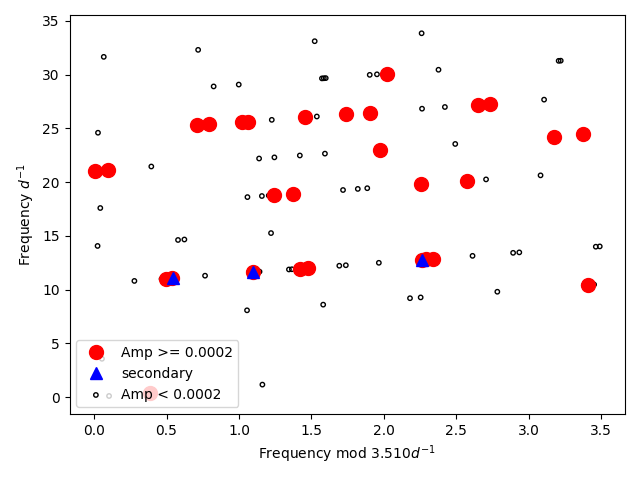 35
30
25
20
15
10
5
0
Frequency d⁻¹
Amp >= 0.0002
secondary
Amp < 0.0002
0.0 0.5 1.0 1.5 2.0 2.5 3.0 3.5
Frequency mod 3.510d⁻¹